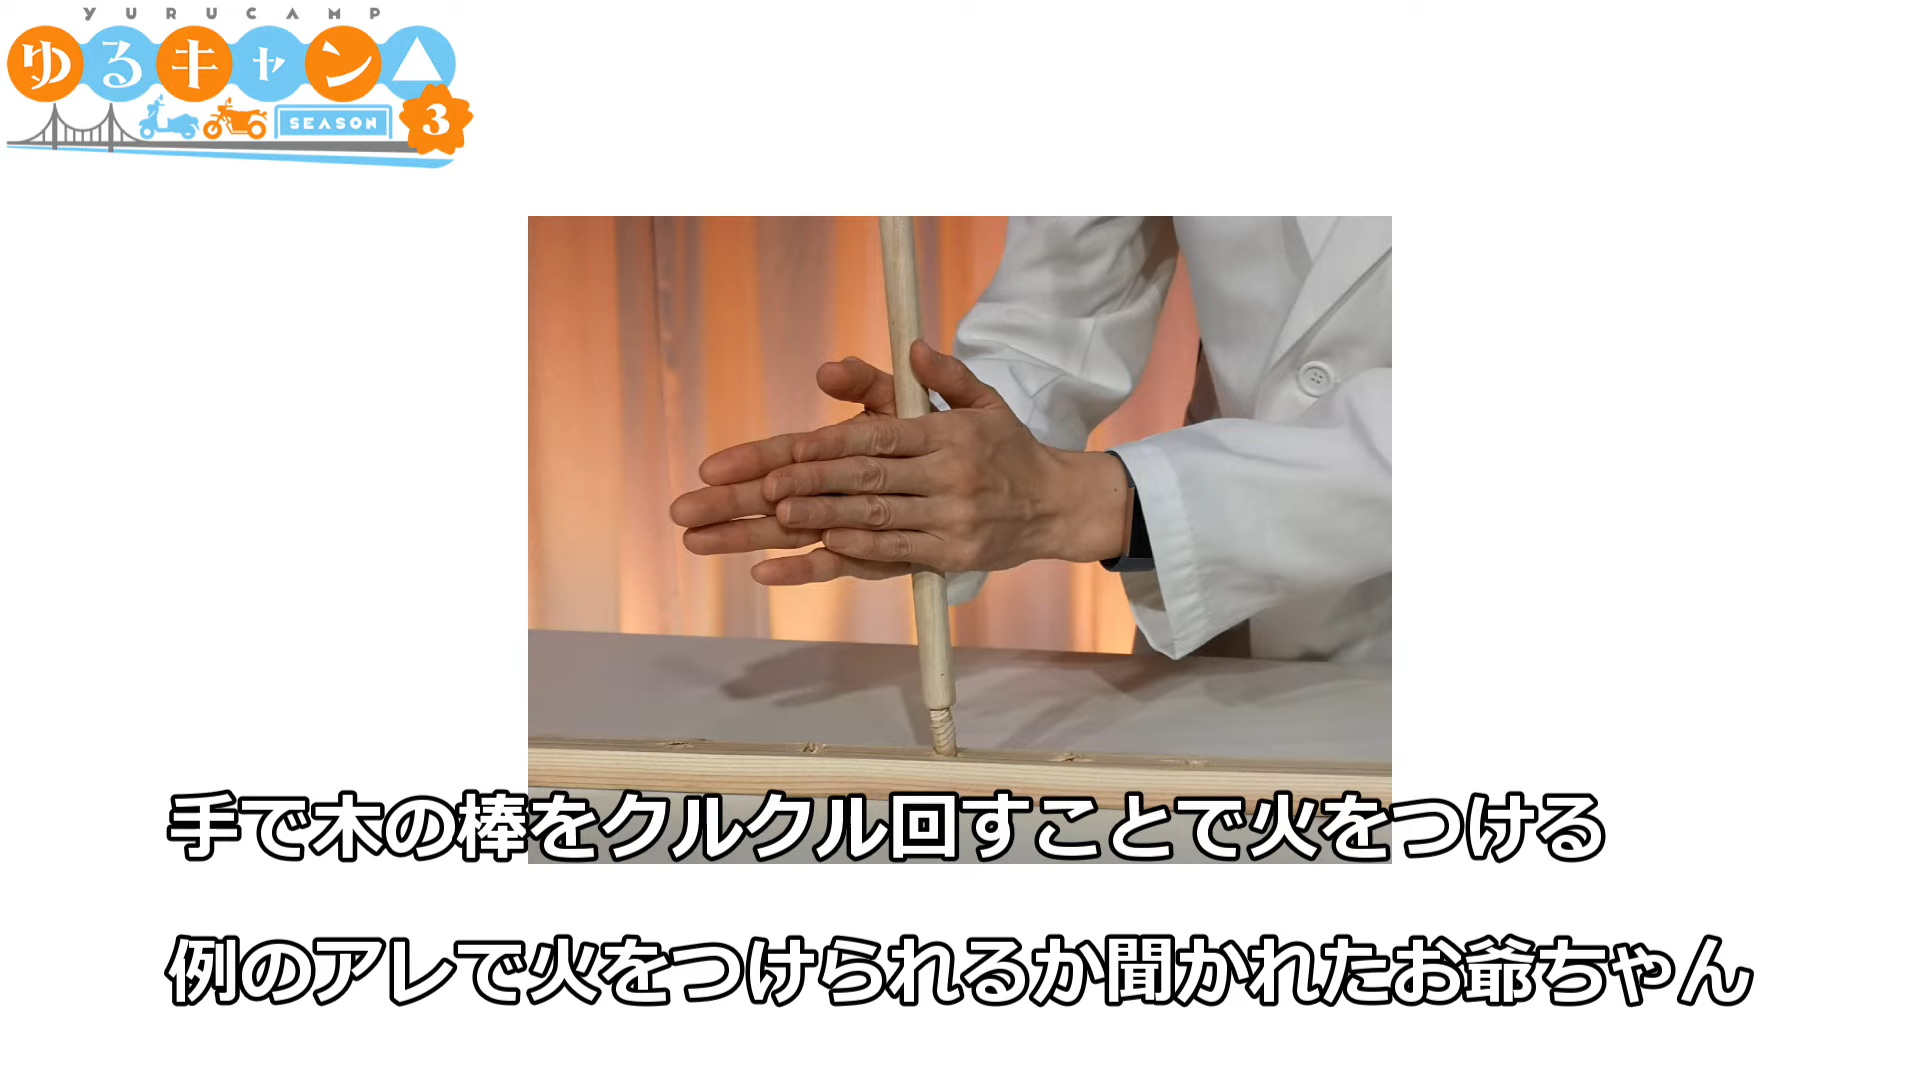 YURUCAMP
ゆるキャン△
SEASON 3
手で木の棒をクルクル回すことで火をつける
例のアレで火をつけられるか聞かれたお爺ちゃん